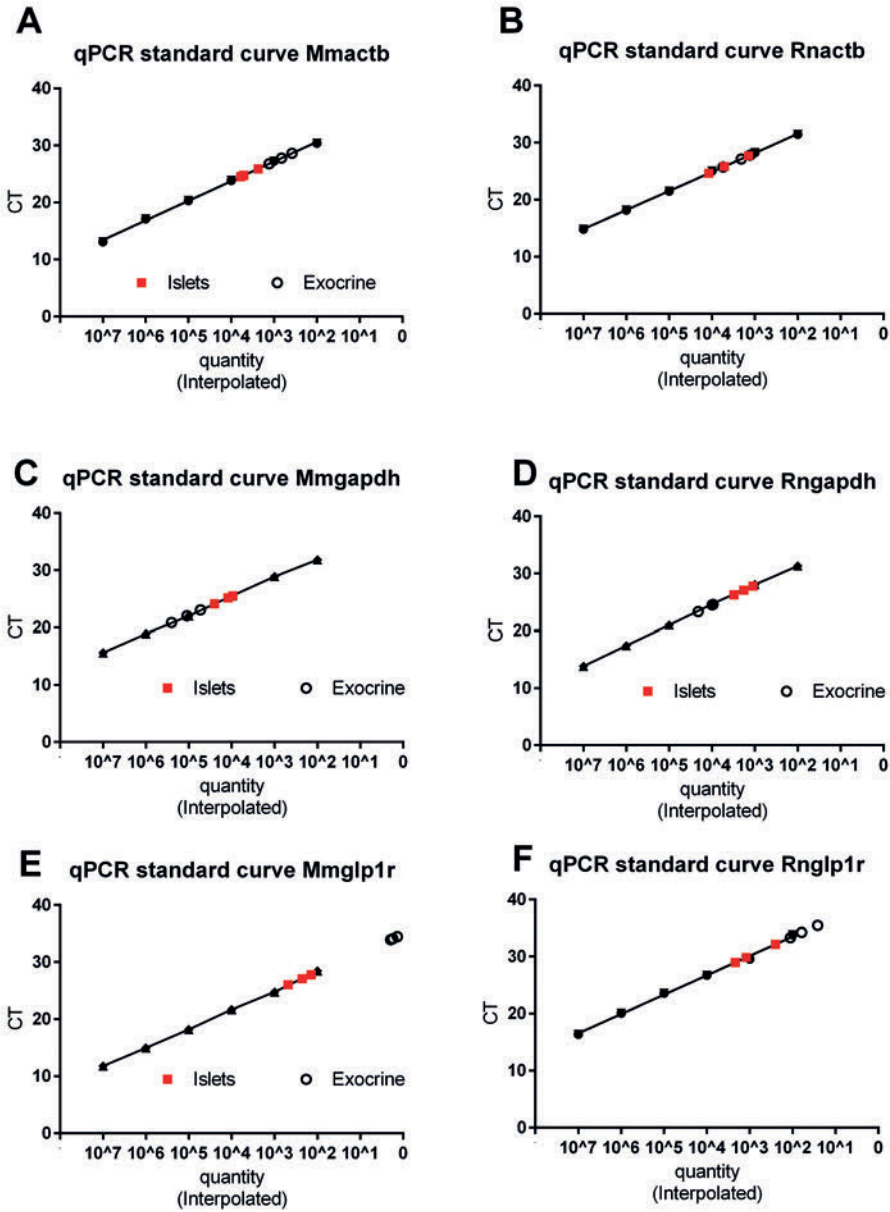 A
qPCR standard curve Mmactb
40
30
20
10
0
CT
Islets
Exocrine
10^7 10^6 10^5 10^4 10^3 10^2 10^1 0
quantity
(Interpolated)
B
qPCR standard curve Rnactb
40
30
20
10
0
CT
10^7 10^6 10^5 10^4 10^3 10^2 10^1 0
quantity
(Interpolated)
C
qPCR standard curve Mmgapdh
40
30
20
10
0
CT
Islets
Exocrine
10^7 10^6 10^5 10^4 10^3 10^2 10^1 0
quantity
(Interpolated)
D
qPCR standard curve Rngapdh
40
30
20
10
0
CT
Islets
Exocrine
10^7 10^6 10^5 10^4 10^3 10^2 10^1 0
quantity
(Interpolated)
E
qPCR standard curve Mmglp1r
40
30
20
10
0
CT
Islets
Exocrine
10^7 10^6 10^5 10^4 10^3 10^2 10^1 0
quantity
(Interpolated)
F
qPCR standard curve Rnglp1r
40
30
20
10
0
CT
10^7 10^6 10^5 10^4 10^3 10^2 10^1 0
quantity
(Interpolated)